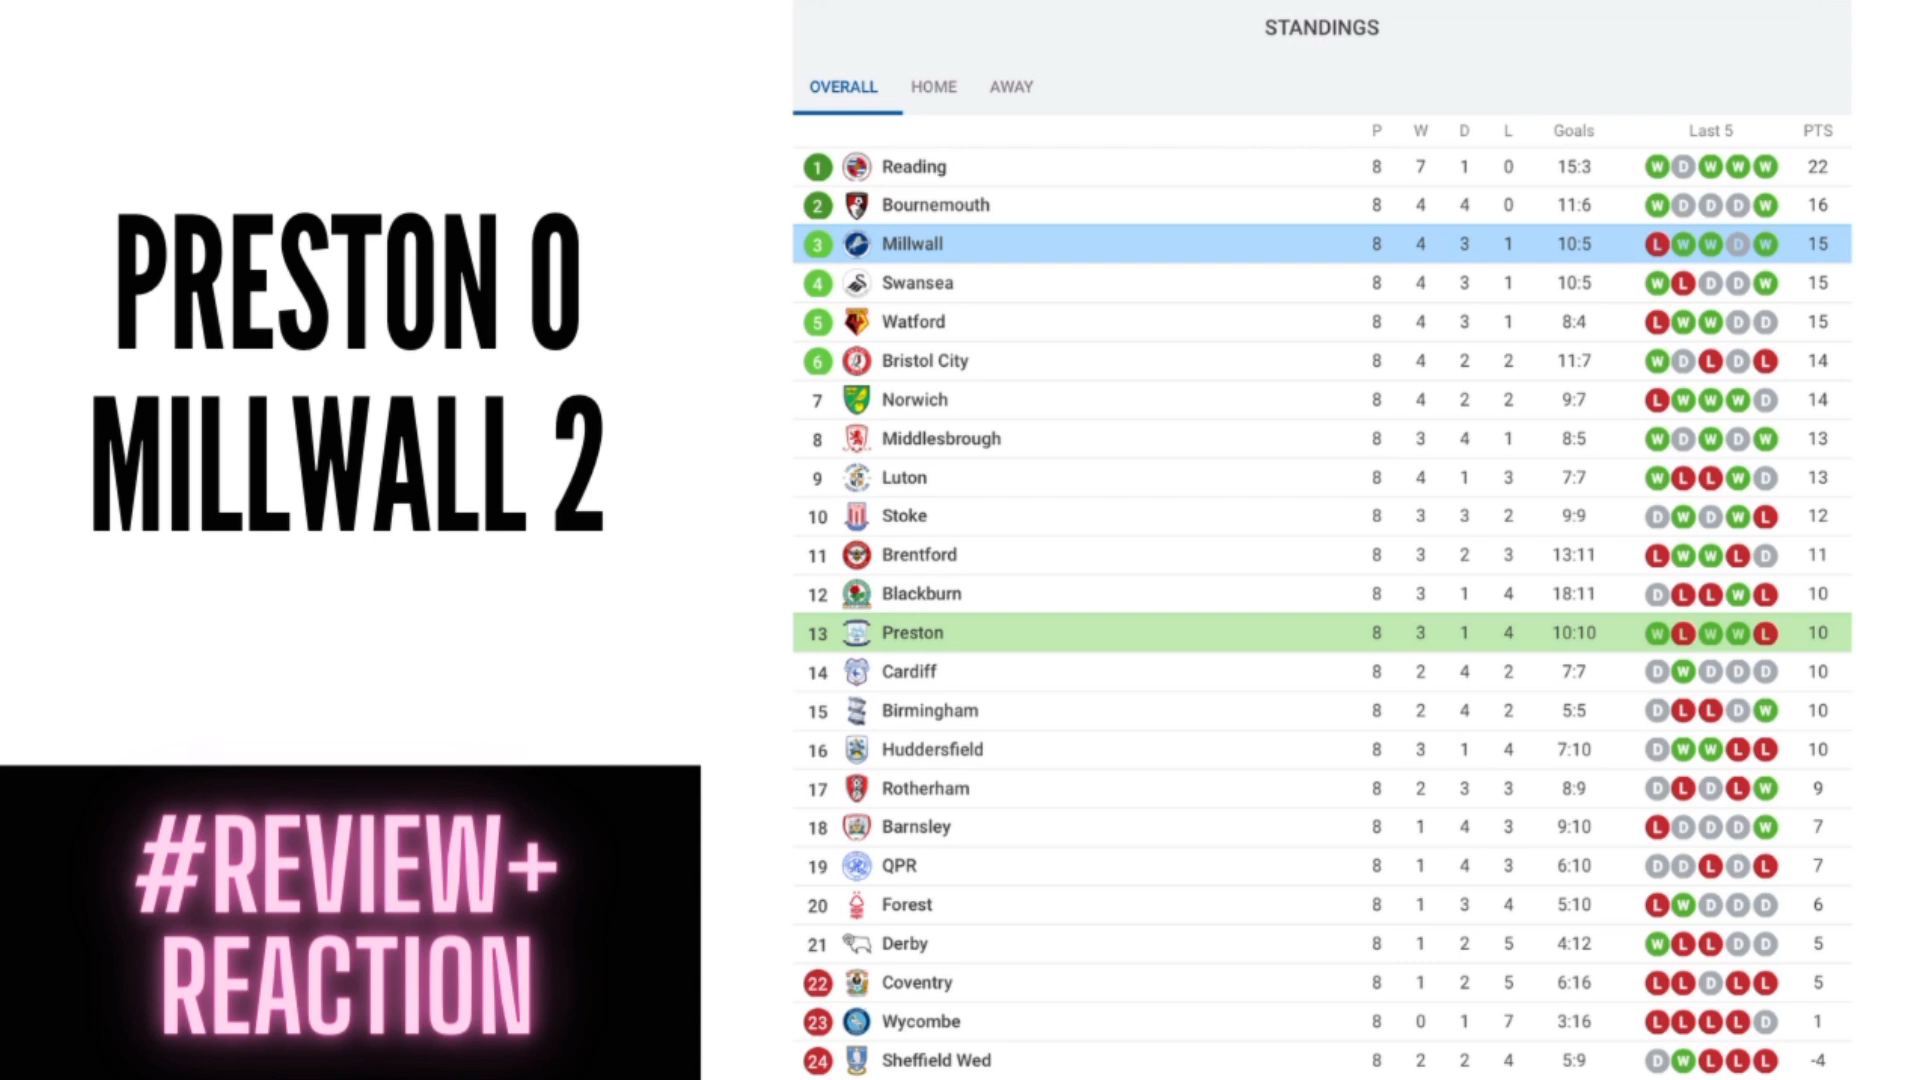 PRESTON 0
MILLWALL 2
#REVIEW+
REACTION
STANDINGS
OVERALL HOME AWAY
P W D L Goals Last 5 PTS
1 Reading 8 7 1 0 15:3 W D W W W 22
2 Bournemouth 8 4 4 0 11:6 W D D D W 16
3 Millwall 8 4 3 1 10:5 L W W D W 15
4 Swansea 8 4 3 1 10:5 W L D D W 15
5 Watford 8 4 3 1 8:4 L W W D D 15
6 Bristol City 8 4 2 2 11:7 W D L D L 14
7 Norwich 8 4 2 2 9:7 L W W W D 14
8 Middlesbrough 8 3 4 1 8:5 W D W D W 13
9 Luton 8 4 1 3 7:7 W L L W D 13
10 Stoke 8 3 3 2 9:9 D W D W L 12
11 Brentford 8 3 2 3 13:11 L W W L D 11
12 Blackburn 8 3 1 4 18:11 D L L W L 10
13 Preston 8 3 1 4 10:10 W L W W L 10
14 Cardiff 8 2 4 2 7:7 D W D D D 10
15 Birmingham 8 2 4 2 5:5 D L L D W 10
16 Huddersfield 8 3 1 4 7:10 D W W L L 10
17 Rotherham 8 2 3 3 8:9 D L D L W 9
18 Barnsley 8 1 4 3 9:10 L D D D W 7
19 QPR 8 1 4 3 6:10 D D L D L 7
20 Forest 8 1 3 4 5:10 L W D D D 6
21 Derby 8 1 2 5 4:12 W L L D D 5
22 Coventry 8 1 2 5 6:16 L L D L L 5
23 Wycombe 8 0 1 7 3:16 L L L L D 1
24 Sheffield Wed 8 2 2 4 5:9 D W L L L -4